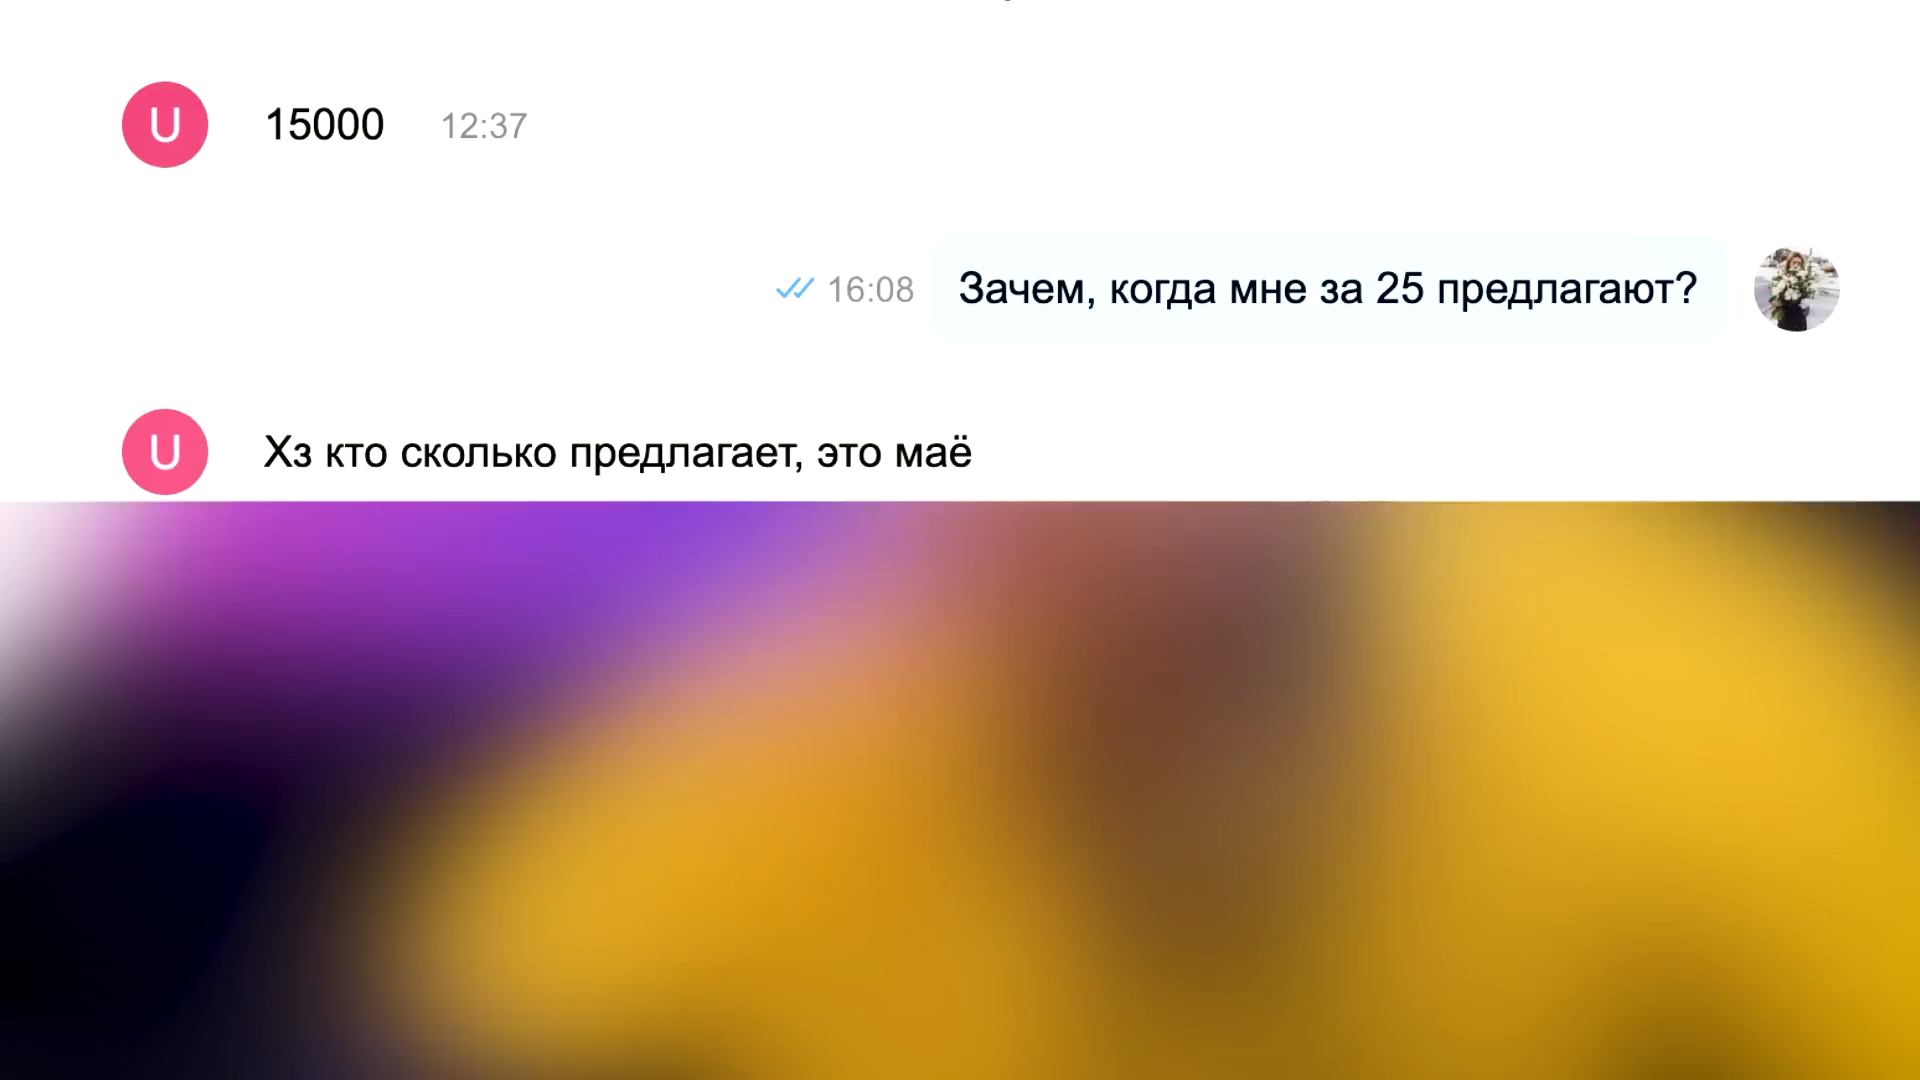 U 15000 12:37
16:08 Зачем, когда мне за 25 предлагают?
U Хз кто сколько предлагает, это маё